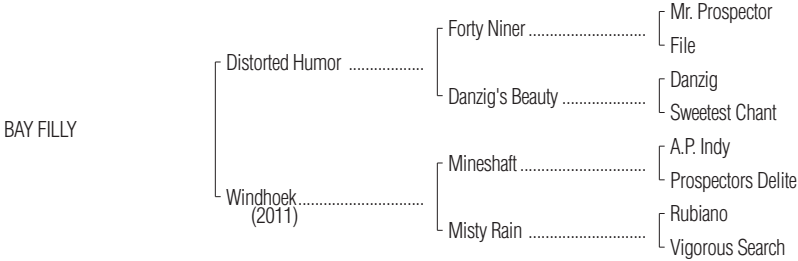 Mr. Prospector
Forty Niner ............................
File
Distorted Humor ..................
Danzig
Danzig's Beauty ....................
Sweetest Chant
BAY FILLY
A.P. Indy
Mineshaft ..............................
Prospectors Delite
Windhoek ..............................
(2011)
Rubiano
Misty Rain ............................
Vigorous Search